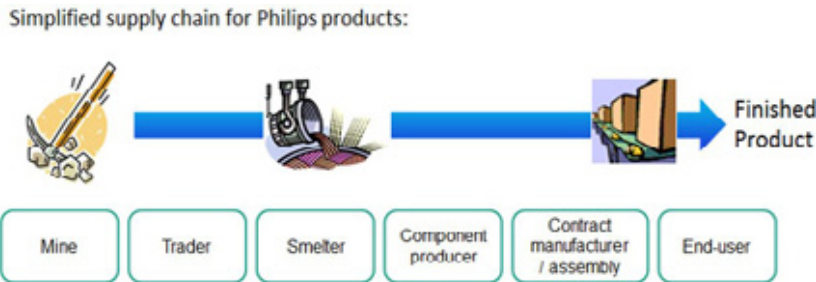 Simplified supply chain for Philips products:
Finished
Product
Mine
Trader
Smelter
Component
producer
Contract
manufacturer
/ assembly
End-user